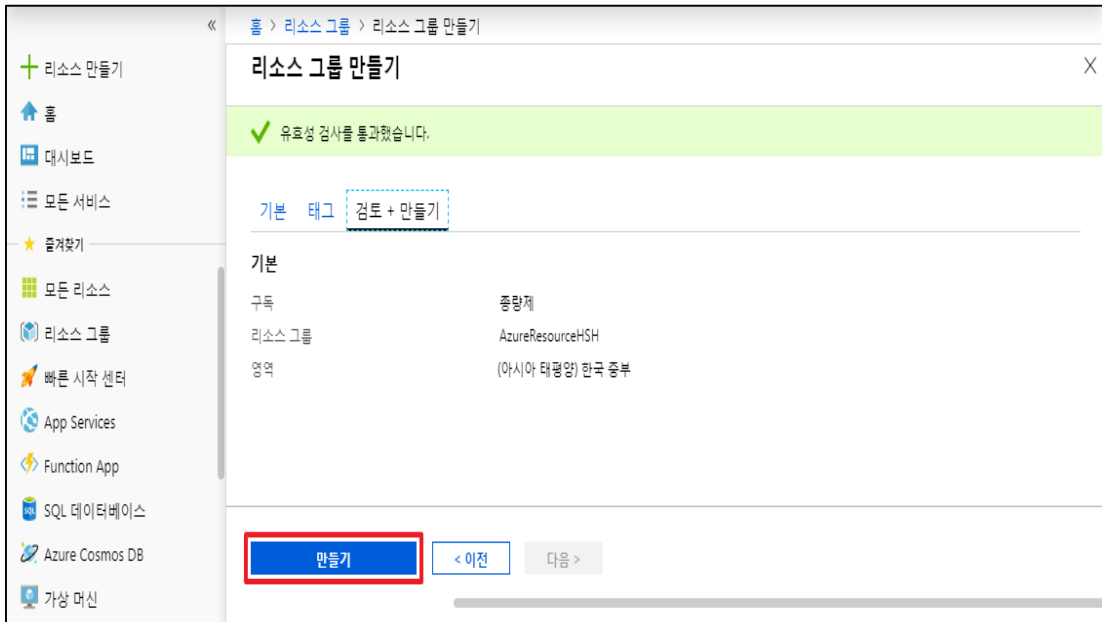 «
홈 > 리소스 그룹 > 리소스 그룹 만들기
리소스 만들기
홈
대시보드
모든 서비스
즐겨찾기
모든 리소스
리소스 그룹
빠른 시작 센터
App Services
Function App
SQL 데이터베이스
Azure Cosmos DB
가상 머신
리소스 그룹 만들기 X
유효성 검사를 통과했습니다.
기본 태그 검토 + 만들기
기본
구독 종량제
리소스 그룹 AzureResourceHSH
영역 (아시아 태평양) 한국 중부
만들기 < 이전 다음 >